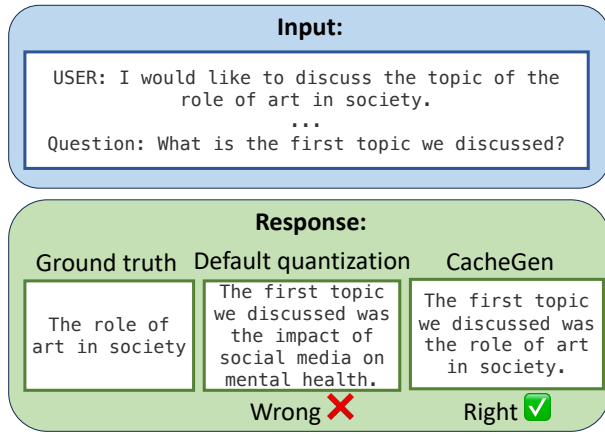 Input:
USER: I would like to discuss the topic of the
role of art in society.
...
Question: What is the first topic we discussed?
Response:
Ground truth
The role of
art in society
Default quantization
The first topic
we discussed was
the impact of
social media on
mental health.
Wrong ❌
CacheGen
The first topic
we discussed was
the role of art
in society.
Right ✅